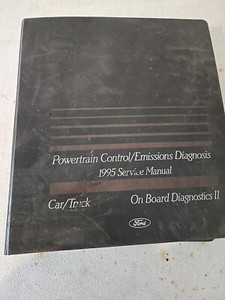 Powertrain Control/Emissions Diagnosis
1995 Service Manual
Car/Truck On Board Diagnostics II
Ford